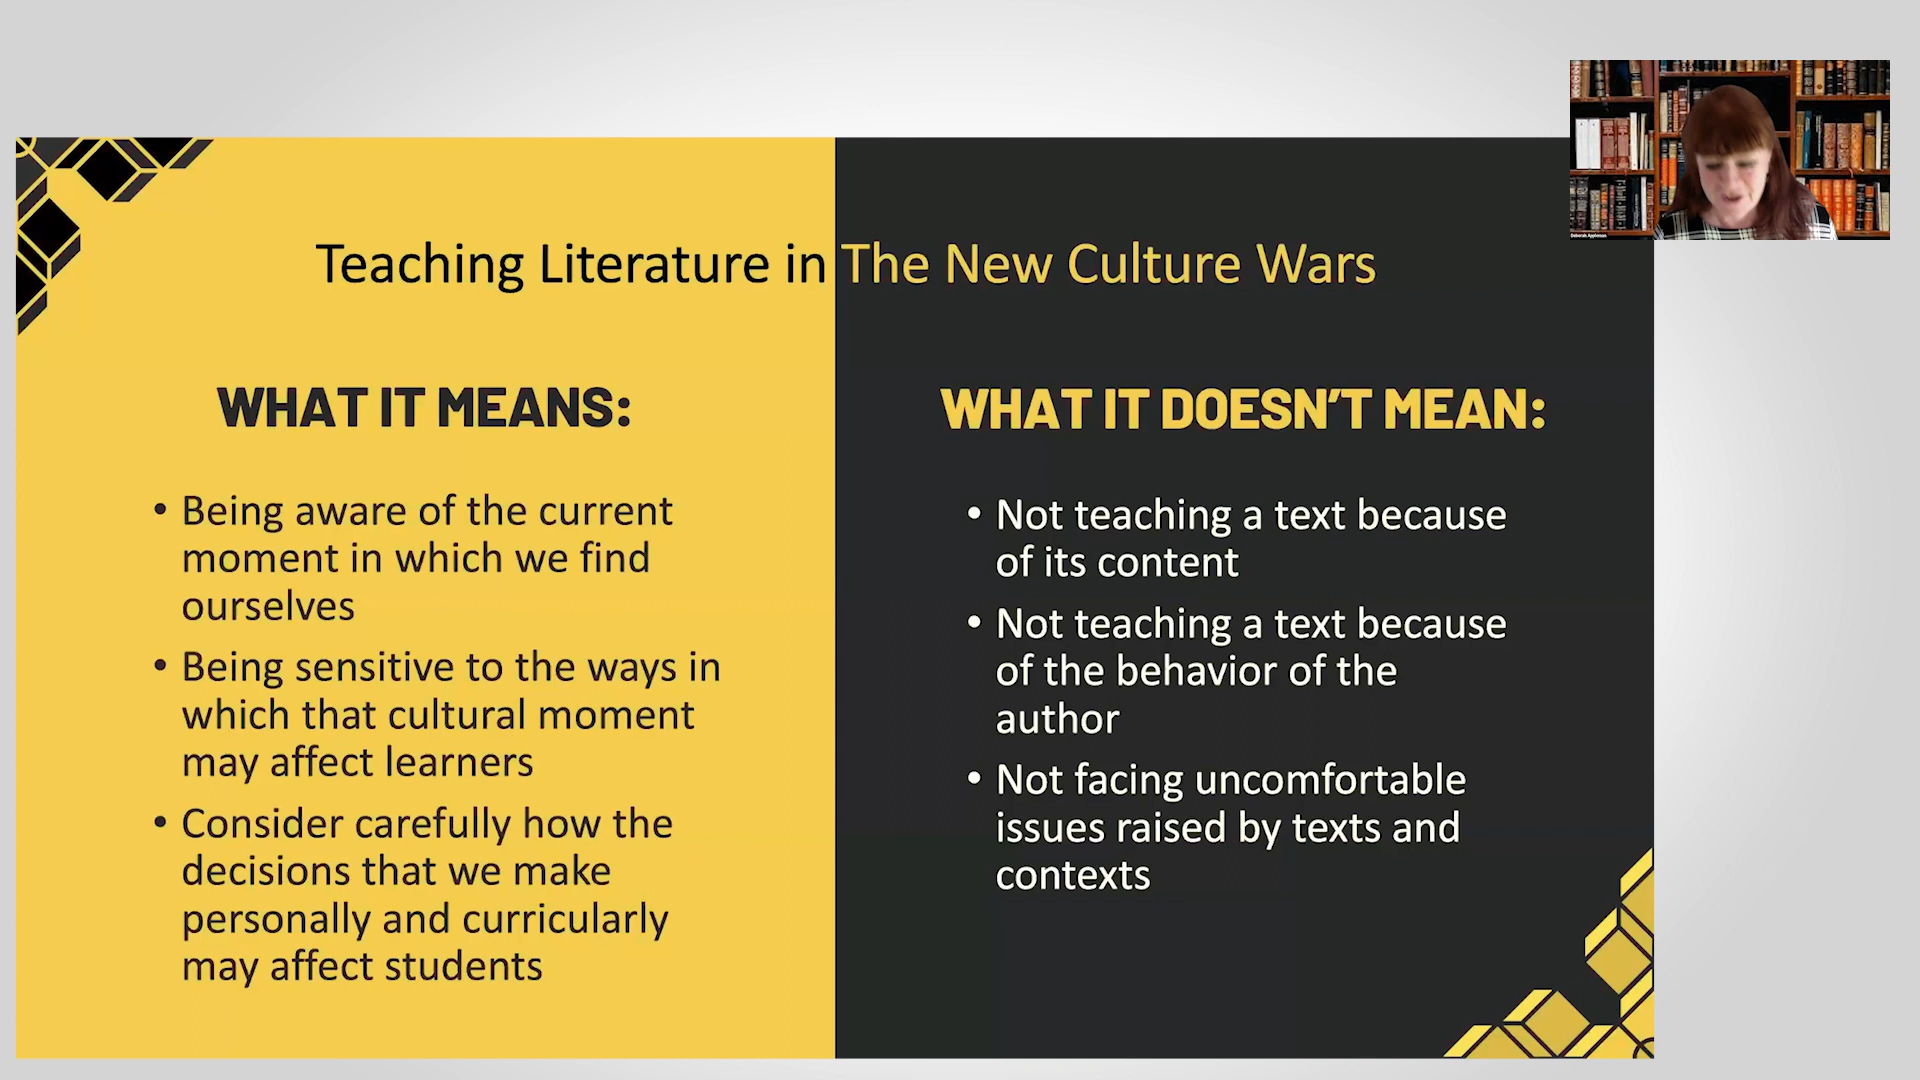 Teaching Literature in The New Culture Wars
WHAT IT MEANS:
• Being aware of the current
moment in which we find
ourselves
• Being sensitive to the ways in
which that cultural moment
may affect learners
• Consider carefully how the
decisions that we make
personally and curricularly
may affect students
WHAT IT DOESN'T MEAN:
• Not teaching a text because
of its content
• Not teaching a text because
of the behavior of the
author
• Not facing uncomfortable
issues raised by texts and
contexts
Deborah Appleman